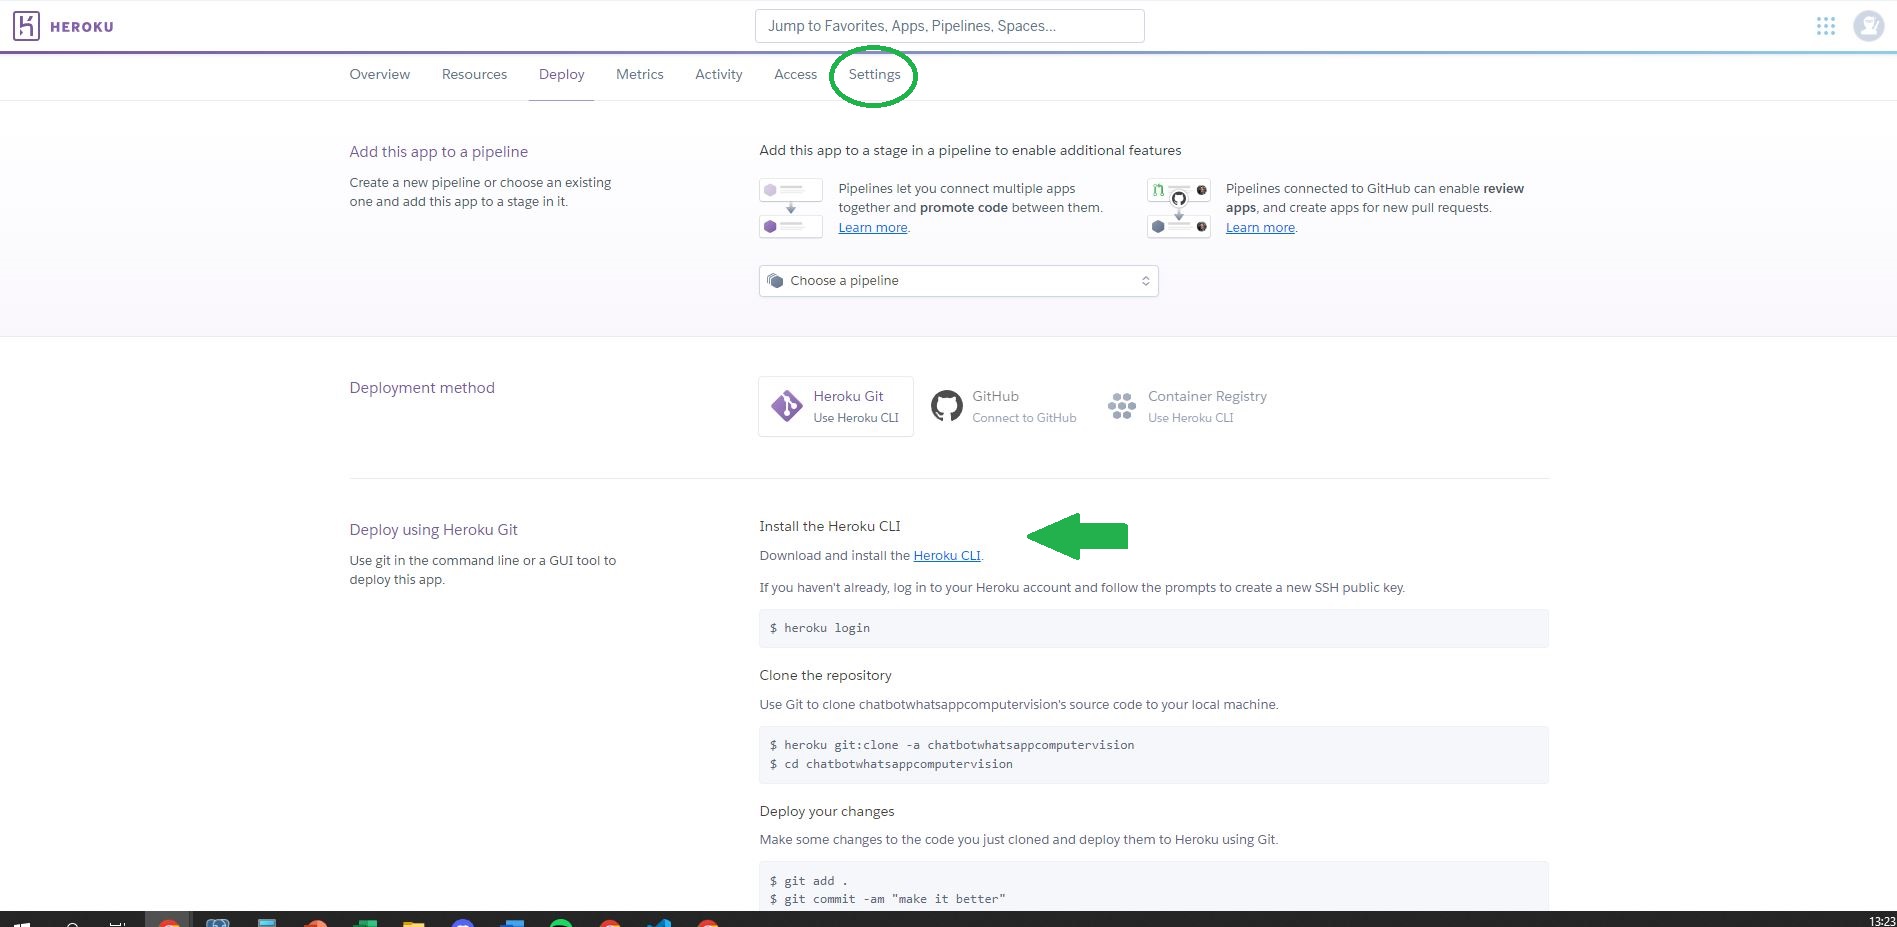 HEROKU
Jump to Favorites, Apps, Pipelines, Spaces...
Overview Resources Deploy Metrics Activity Access Settings
Add this app to a pipeline
Create a new pipeline or choose an existing
one and add this app to a stage in it.
Add this app to a stage in a pipeline to enable additional features
Pipelines let you connect multiple apps
together and promote code between them.
Learn more.
Pipelines connected to GitHub can enable review
apps, and create apps for new pull requests.
Learn more.
Choose a pipeline
Deployment method
Heroku Git
Use Heroku CLI
GitHub
Connect to GitHub
Container Registry
Use Heroku CLI
Deploy using Heroku Git
Use git in the command line or a GUI tool to
deploy this app.
Install the Heroku CLI
Download and install the Heroku CLI.
If you haven't already, log in to your Heroku account and follow the prompts to create a new SSH public key.
$ heroku login
Clone the repository
Use Git to clone chatbotwhatsappcomputervision's source code to your local machine.
$ heroku git:clone -a chatbotwhatsappcomputervision
$ cd chatbotwhatsappcomputervision
Deploy your changes
Make some changes to the code you just cloned and deploy them to Heroku using Git.
$ git add .
$ git commit -am "make it better"
13:23